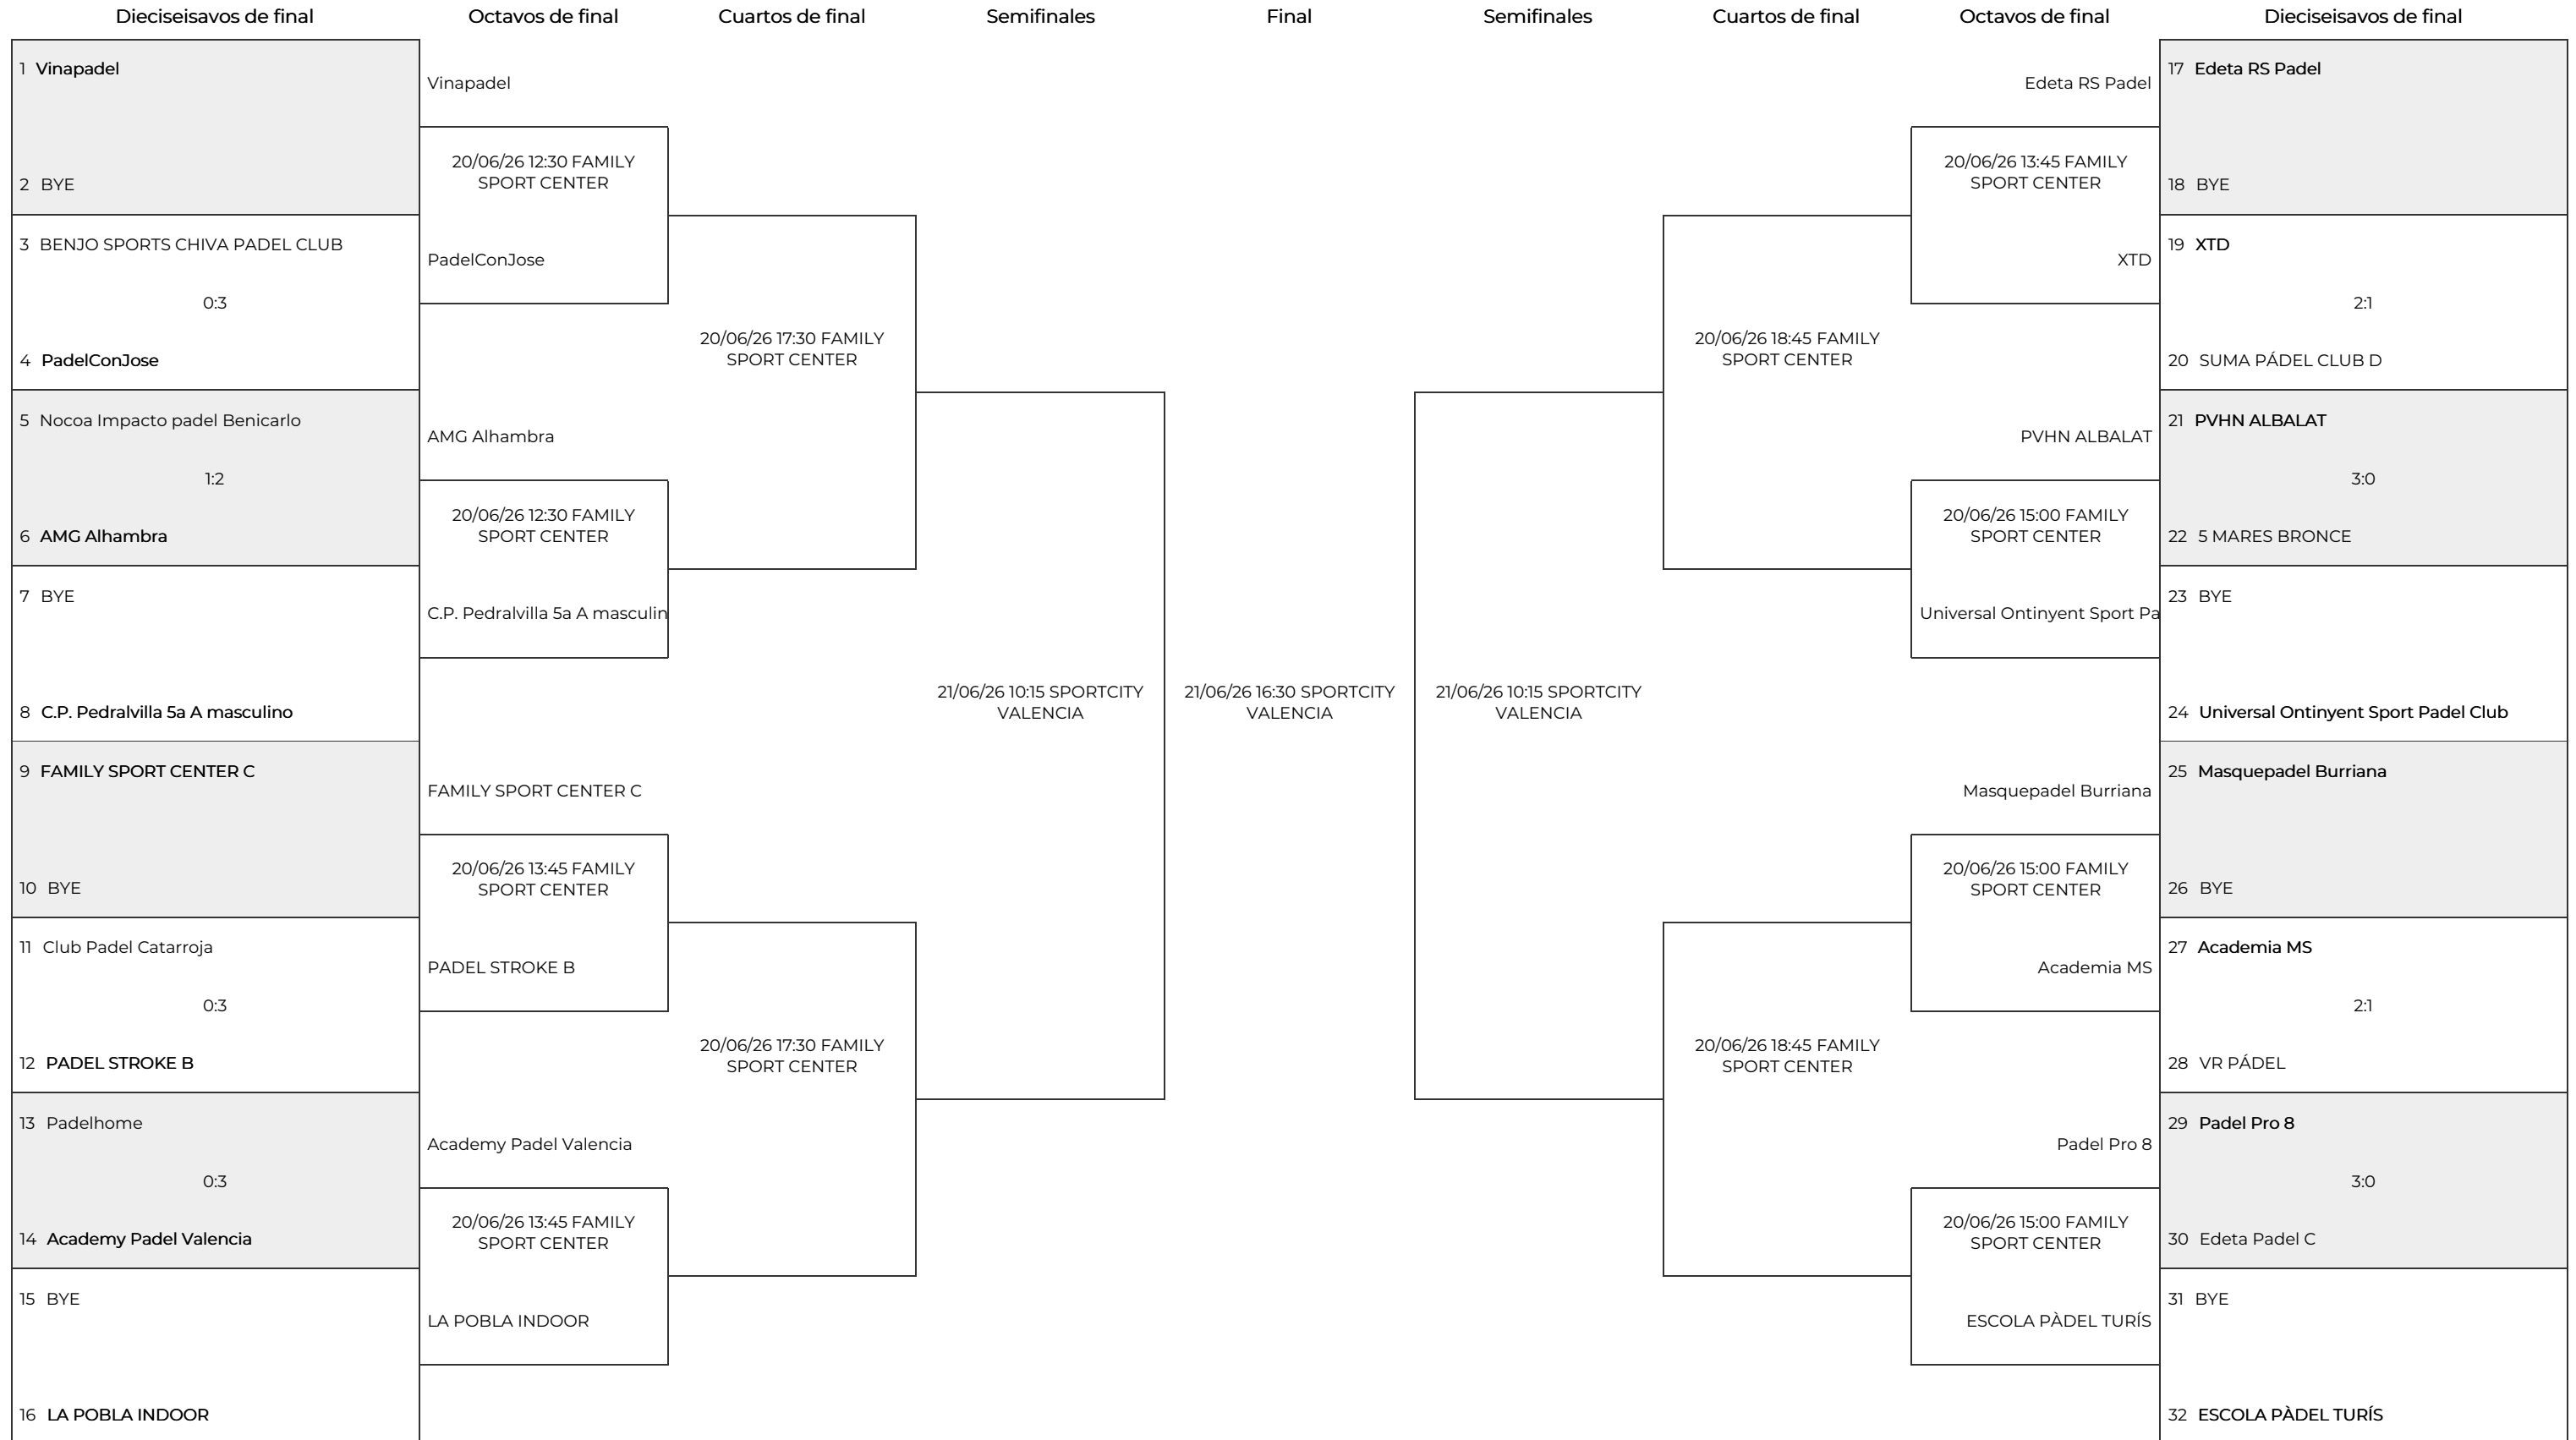 Dieciseisavos de final
Octavos de final
Cuartos de final
Semifinales
Final
Semifinales
Cuartos de final
Octavos de final
Dieciseisavos de final
1 Vinapadel
2 BYE
3 BENJO SPORTS CHIVA PADEL CLUB
0:3
4 PadelConJose
5 Nocoa Impacto padel Benicarlo
1:2
6 AMG Alhambra
7 BYE
8 C.P. Pedralvilla 5a A masculino
9 FAMILY SPORT CENTER C
10 BYE
11 Club Padel Catarroja
0:3
12 PADEL STROKE B
13 Padelhome
0:3
14 Academy Padel Valencia
15 BYE
16 LA POBLA INDOOR
Vinapadel
20/06/26 12:30 FAMILY
SPORT CENTER
PadelConJose
AMG Alhambra
20/06/26 12:30 FAMILY
SPORT CENTER
C.P. Pedralvilla 5a A masculin
FAMILY SPORT CENTER C
20/06/26 13:45 FAMILY
SPORT CENTER
PADEL STROKE B
Academy Padel Valencia
20/06/26 13:45 FAMILY
SPORT CENTER
LA POBLA INDOOR
20/06/26 17:30 FAMILY
SPORT CENTER
20/06/26 17:30 FAMILY
SPORT CENTER
21/06/26 10:15 SPORTCITY
VALENCIA
21/06/26 16:30 SPORTCITY
VALENCIA
21/06/26 10:15 SPORTCITY
VALENCIA
20/06/26 18:45 FAMILY
SPORT CENTER
20/06/26 18:45 FAMILY
SPORT CENTER
Edeta RS Padel
20/06/26 13:45 FAMILY
SPORT CENTER
XTD
PVHN ALBALAT
20/06/26 15:00 FAMILY
SPORT CENTER
Universal Ontinyent Sport Pa
Masquepadel Burriana
20/06/26 15:00 FAMILY
SPORT CENTER
Academia MS
Padel Pro 8
20/06/26 15:00 FAMILY
SPORT CENTER
ESCOLA PÀDEL TURÍS
17 Edeta RS Padel
18 BYE
19 XTD
2:1
20 SUMA PÁDEL CLUB D
21 PVHN ALBALAT
3:0
22 5 MARES BRONCE
23 BYE
24 Universal Ontinyent Sport Padel Club
25 Masquepadel Burriana
26 BYE
27 Academia MS
2:1
28 VR PÁDEL
29 Padel Pro 8
3:0
30 Edeta Padel C
31 BYE
32 ESCOLA PÀDEL TURÍS